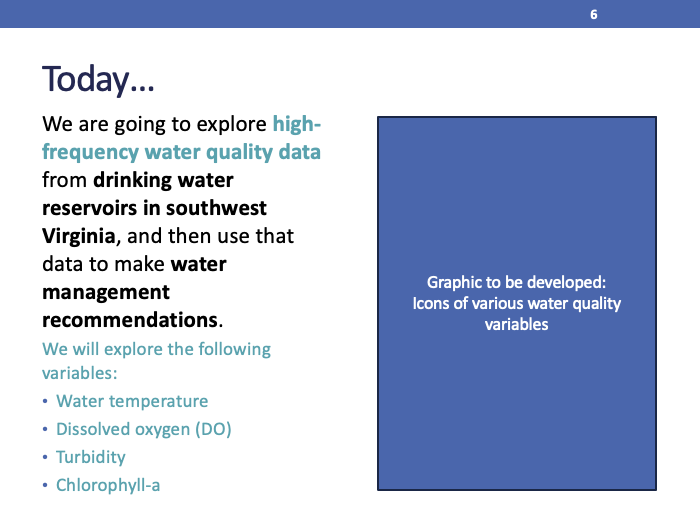 6
Today...
We are going to explore high-
frequency water quality data
from drinking water
reservoirs in southwest
Virginia, and then use that
data to make water
management
recommendations.
We will explore the following
variables:
• Water temperature
• Dissolved oxygen (DO)
• Turbidity
• Chlorophyll-a
Graphic to be developed:
Icons of various water quality
variables